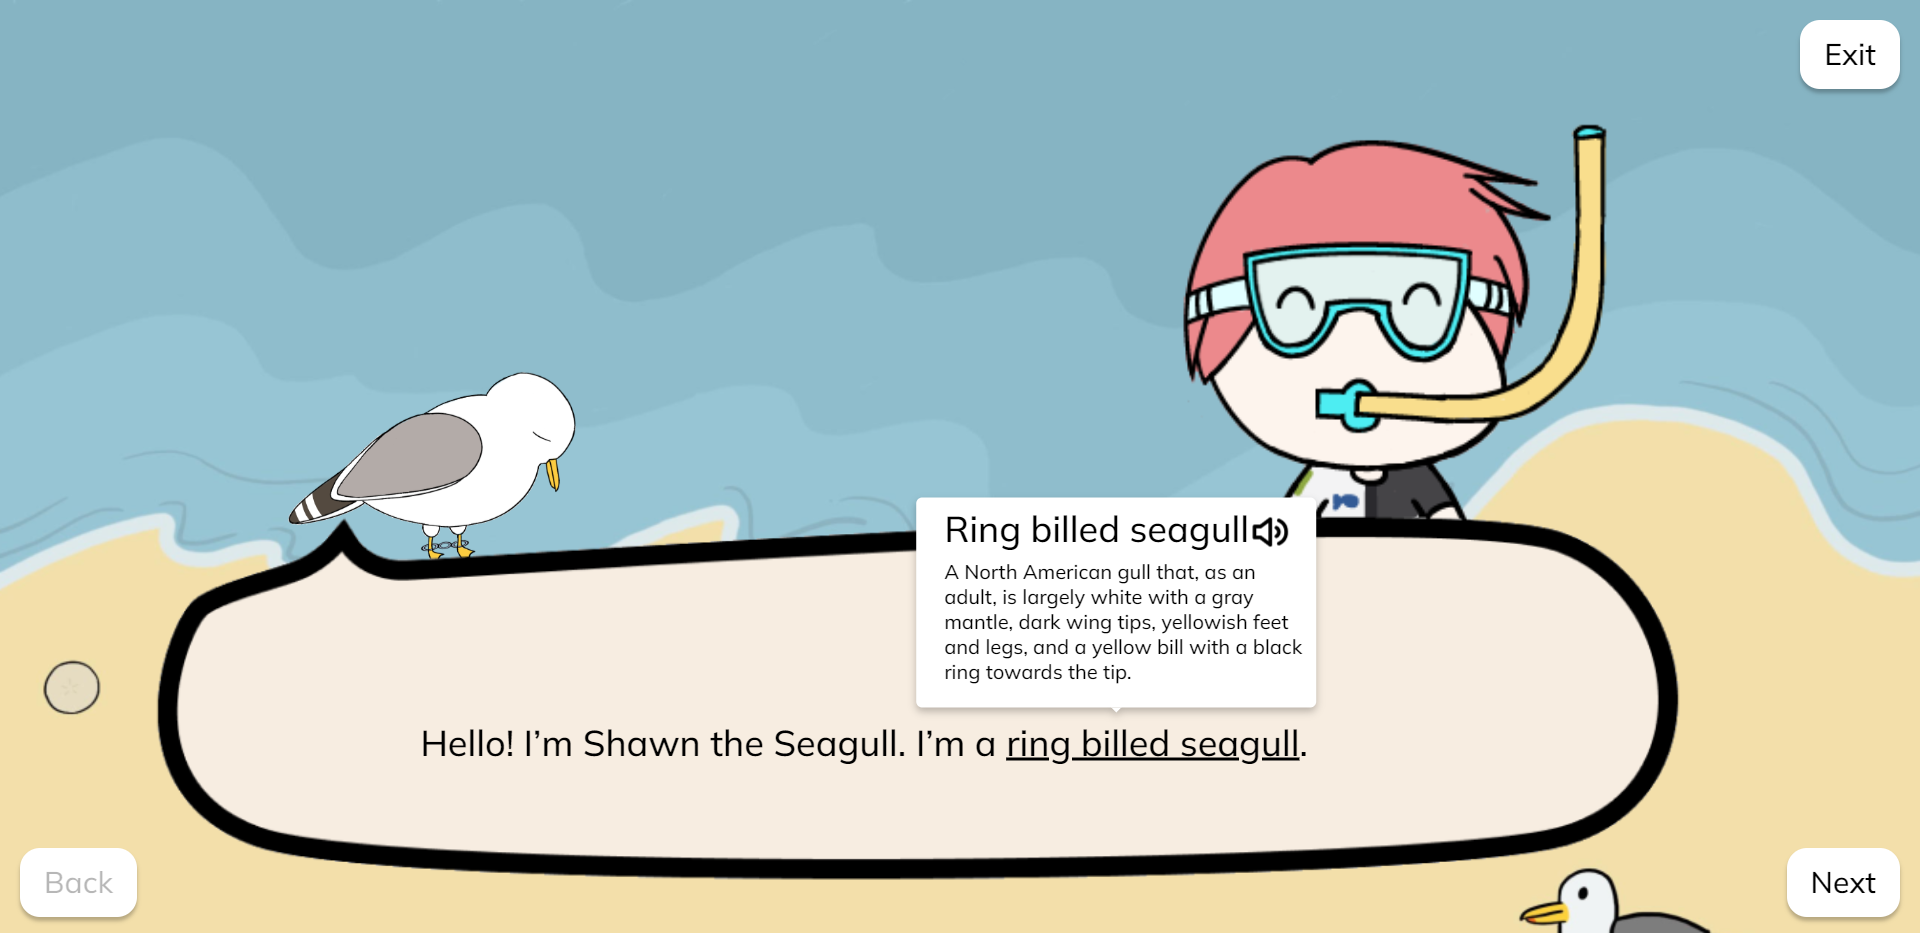 Exit
Ring billed seagull
A North American gull that, as an
adult, is largely white with a gray
mantle, dark wing tips, yellowish feet
and legs, and a yellow bill with a black
ring towards the tip.
Hello! I’m Shawn the Seagull. I’m a ring billed seagull.
Back
Next